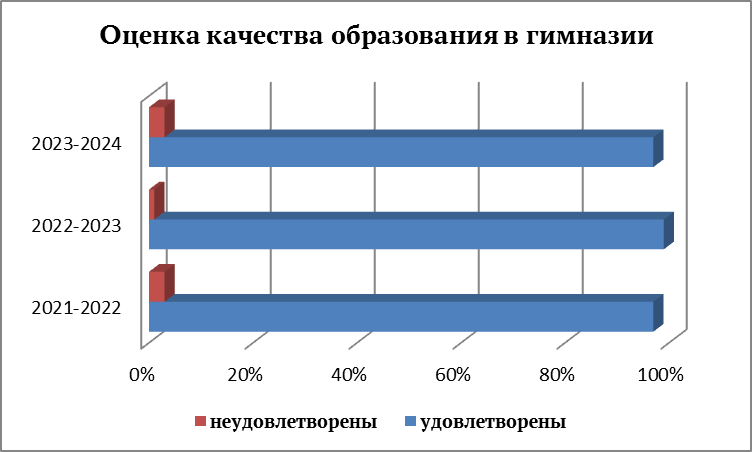 Оценка качества образования в гимназии
2023-2024
2022-2023
2021-2022
0% 20% 40% 60% 80% 100%
неудовлетворены удовлетворены